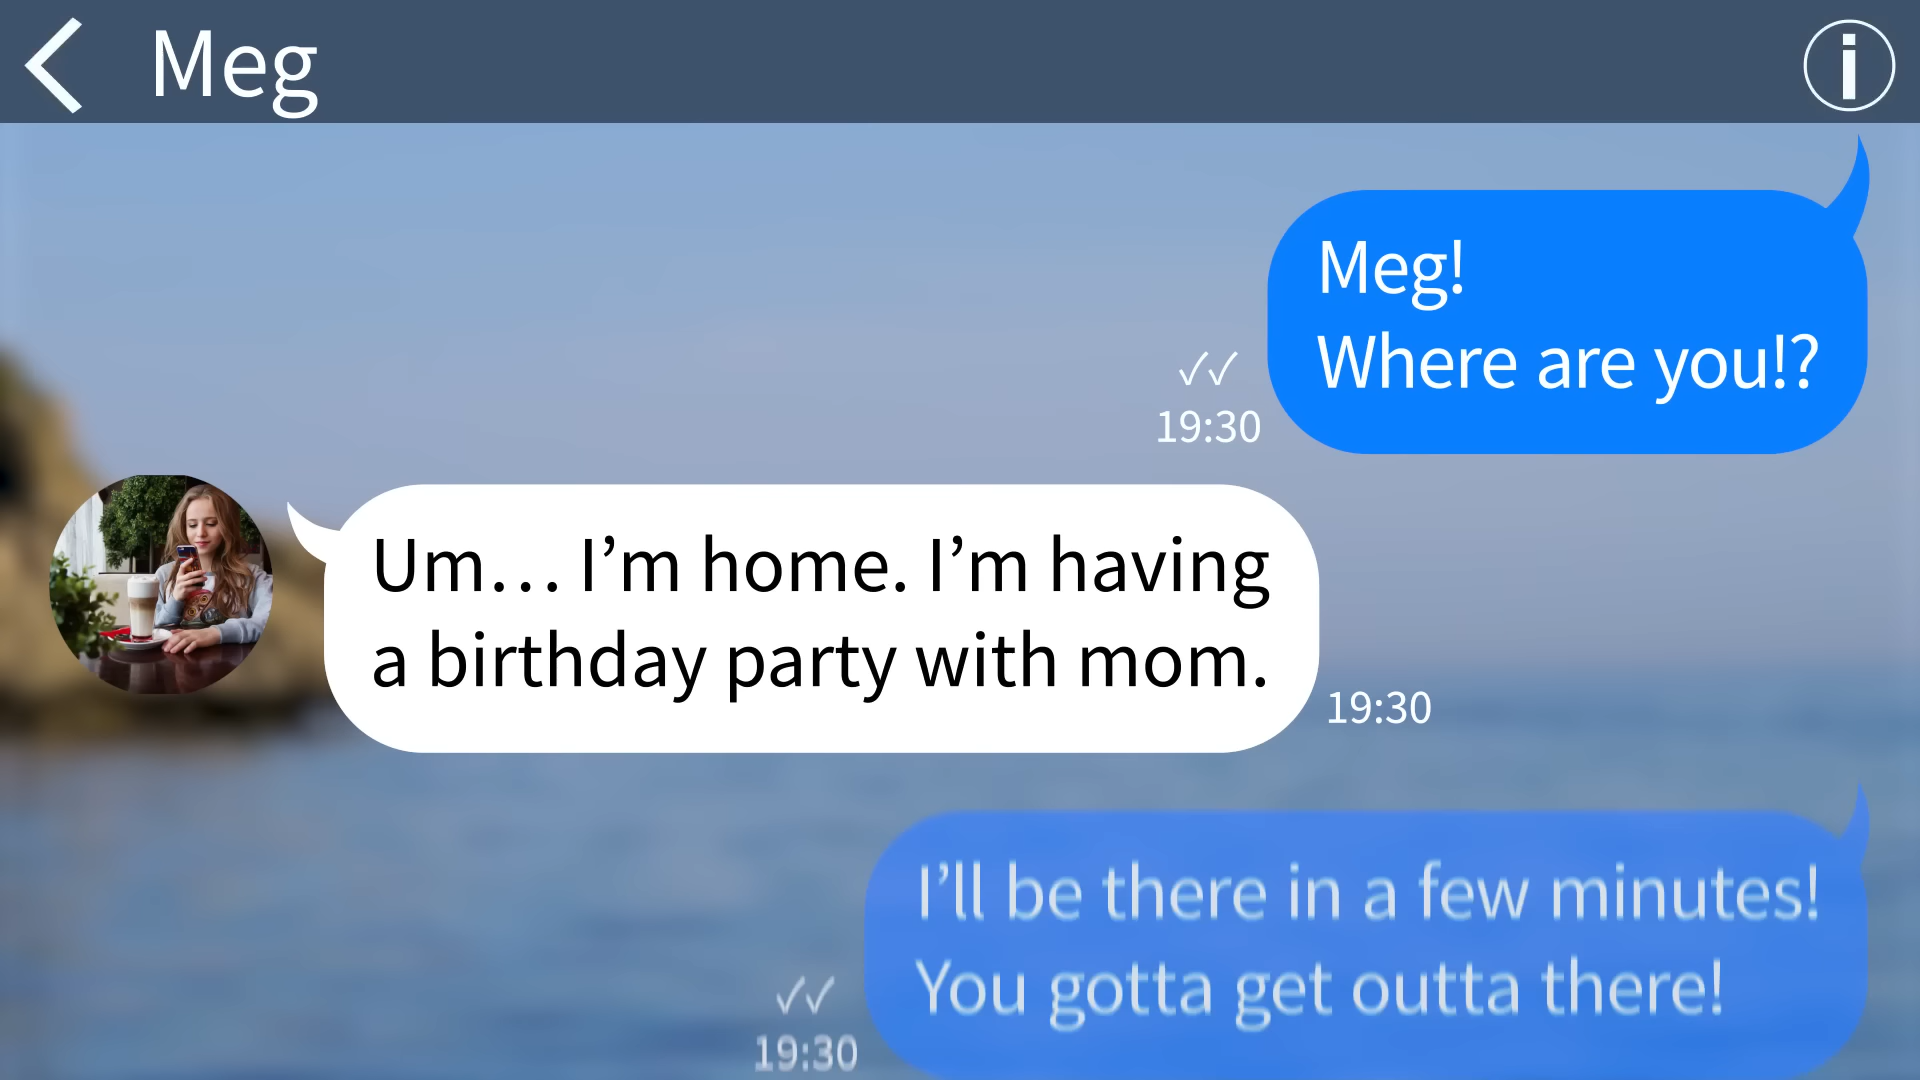 Meg
Meg!
Where are you!?
19:30
Um… I’m home. I’m having
a birthday party with mom.
19:30
I’ll be there in a few minutes!
You gotta get outta there!
19:30